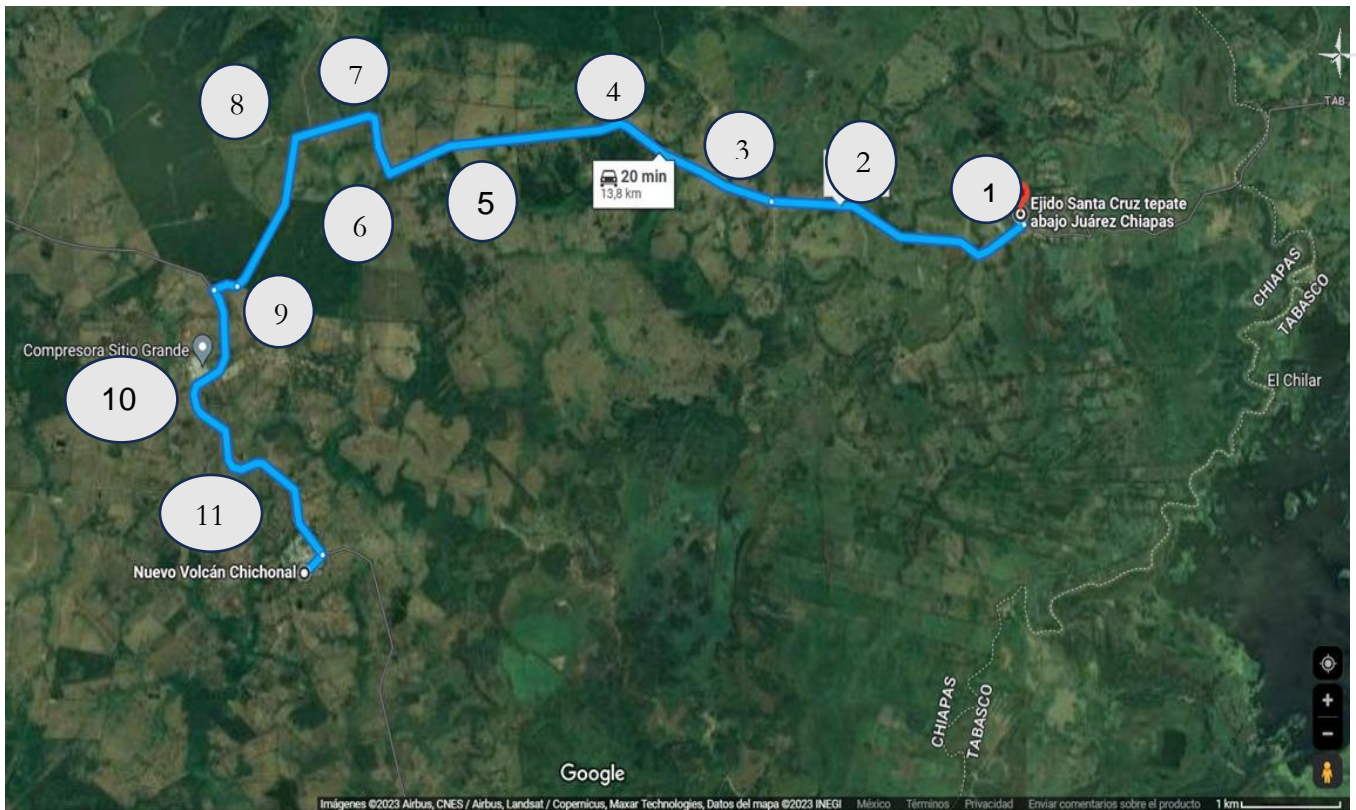 7
8
4
TAB
3
2
1
20 min
13,8 km
Ejido Santa Cruz tepate
abajo Juárez Chiapas
5
6
CHIAPAS
TABASCO
9
Compresora Sitio Grande
El Chilar
10
11
Nuevo Volcán Chichonal
CHIAPAS
TABASCO
Google
Imágenes ©2023 Airbus, CNES / Airbus, Landsat / Copernicus, Maxar Technologies, Datos del mapa ©2023 INEGI México Términos Privacidad Enviar comentarios sobre el producto 1 km